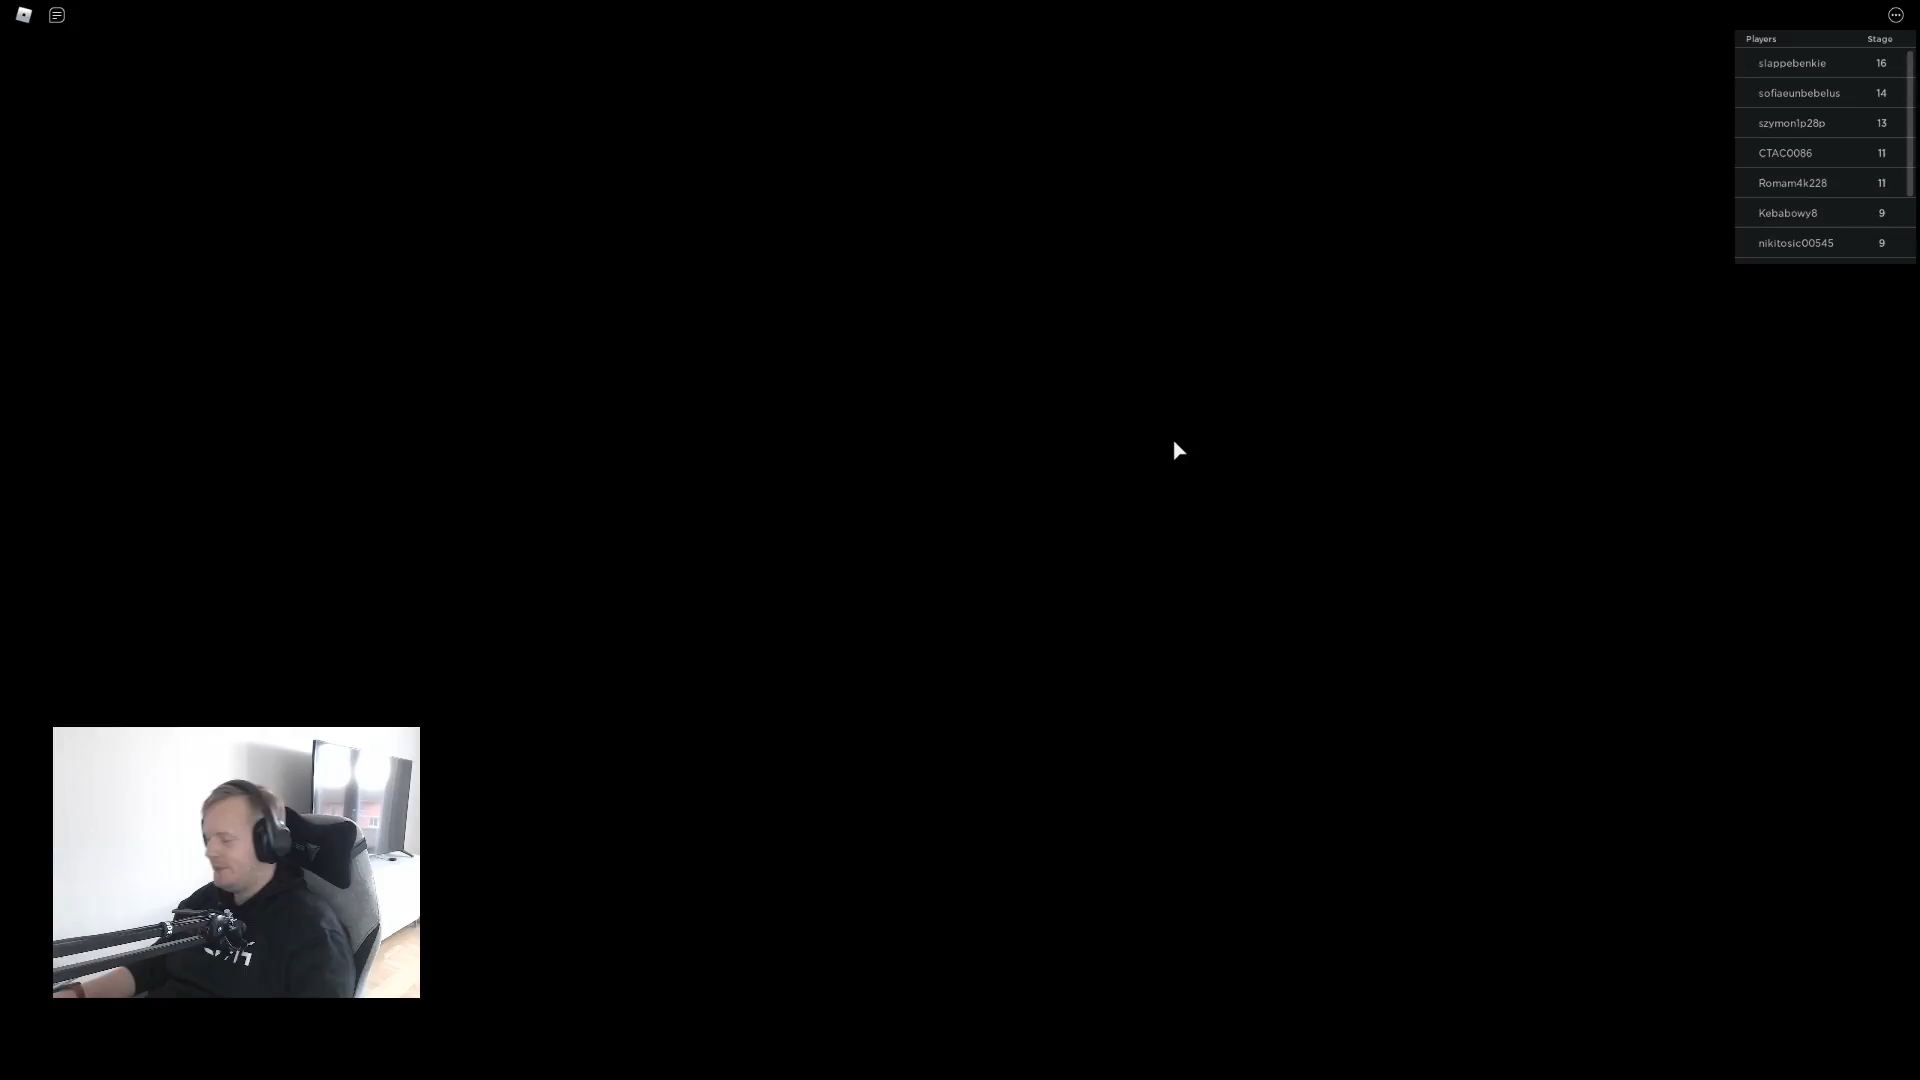 Players Stage
slappebenkie 16
sofiaeunbebelus 14
szymon1p28p 13
CTAC0086 11
Romam4k228 11
Kebabowy8 9
nikitosic00545 9